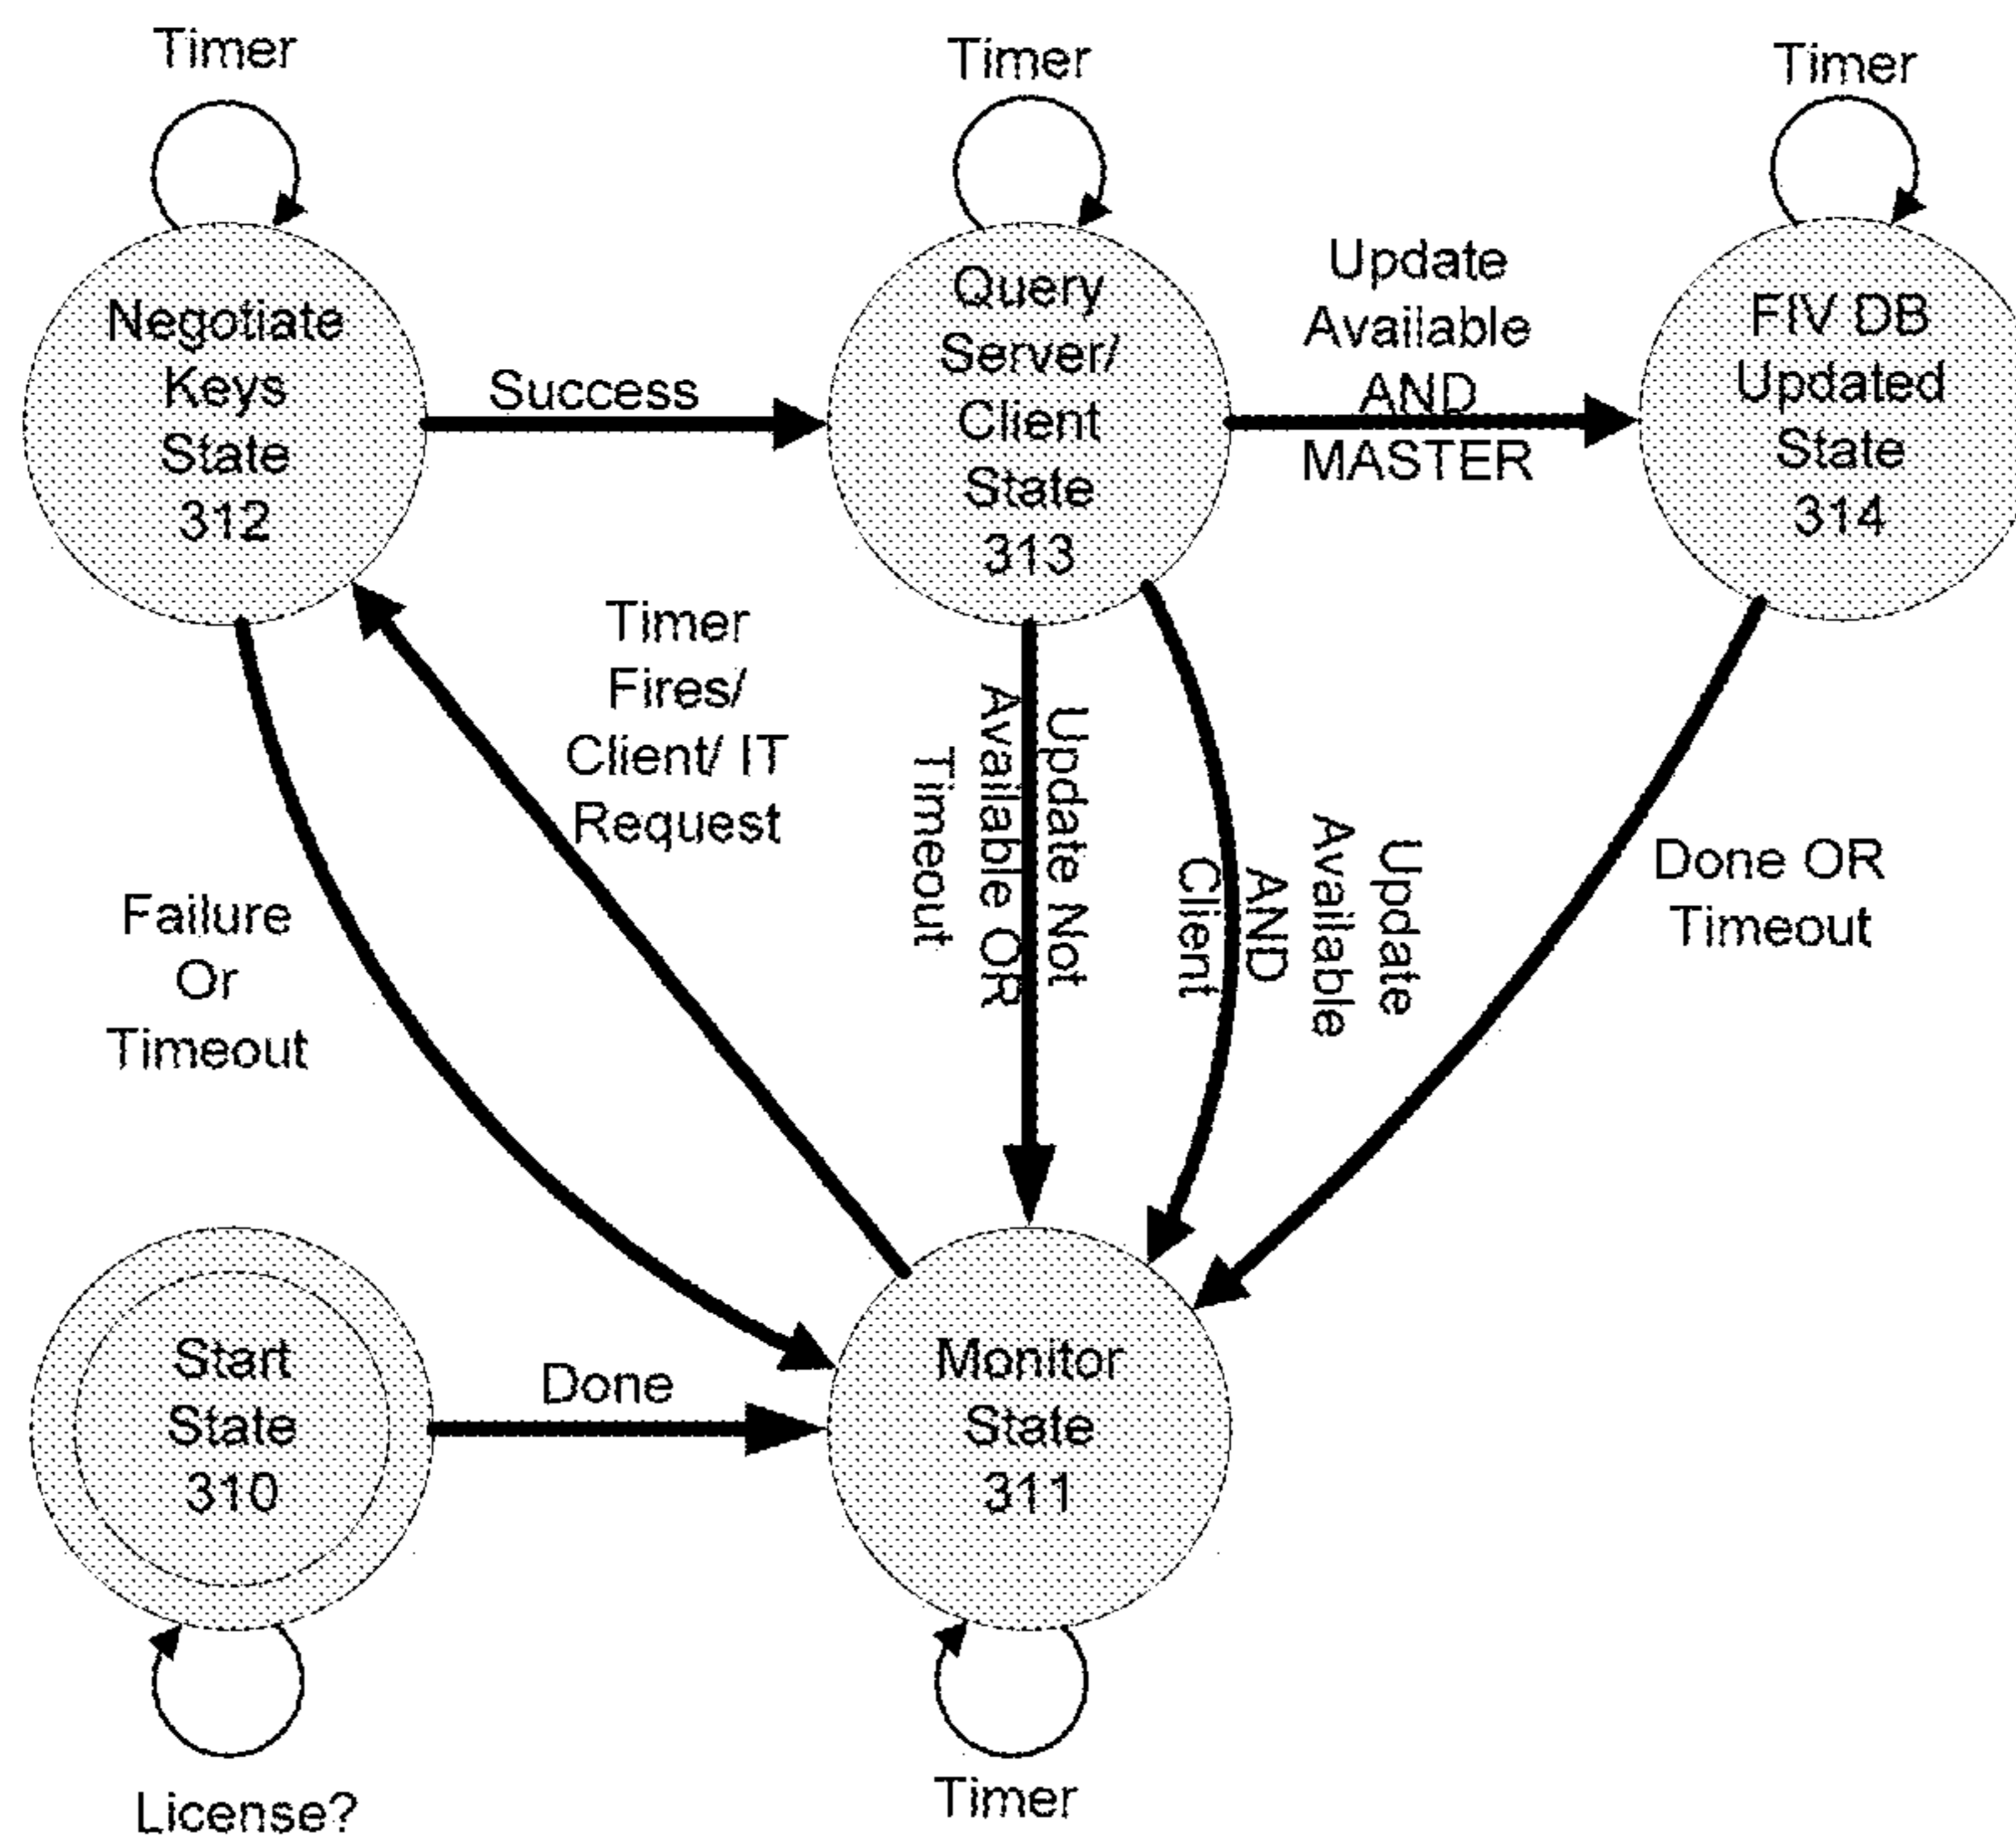 Timer
Timer
Timer
Negotiate
Keys
State
312
Success
Query
Server/
Client
State
313
Update
Available
AND
MASTER
FIV DB
Updated
State
314
Timer
Fires/
Client/ IT
Request
Failure
Or
Timeout
Update Not
Available OR
Timeout
Update
Available
AND
Client
Done OR
Timeout
Start
State
310
Done
Monitor
State
311
License?
Timer